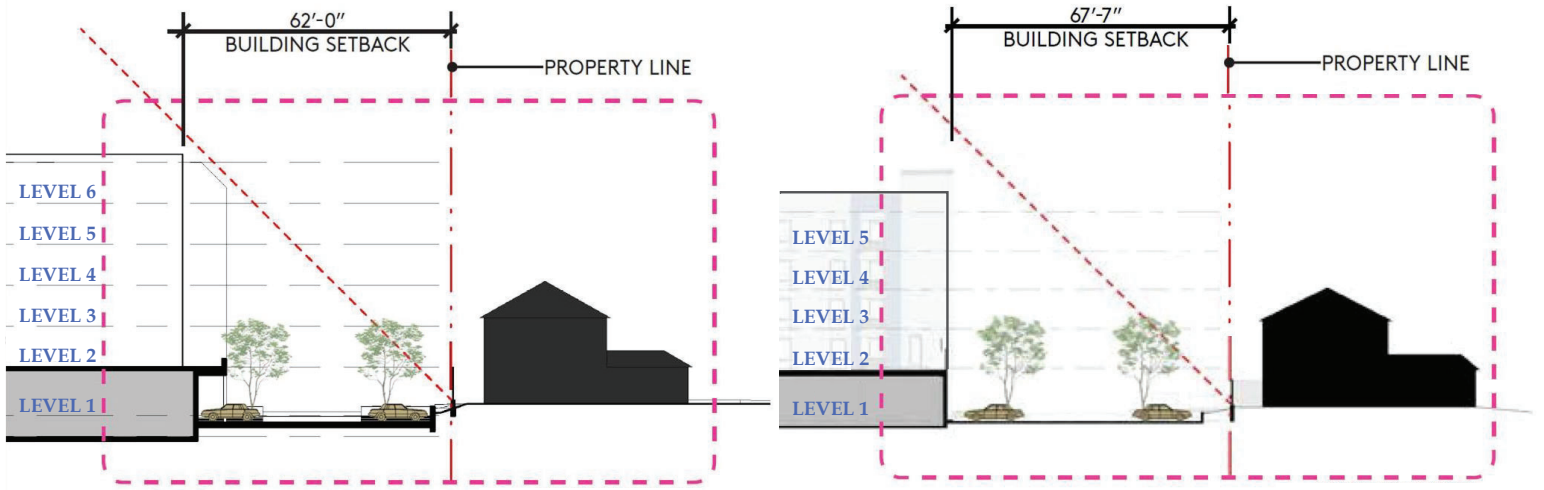 62'-0"
BUILDING SETBACK
PROPERTY LINE
LEVEL 6
LEVEL 5
LEVEL 4
LEVEL 3
LEVEL 2
LEVEL 1
67'-7"
BUILDING SETBACK
PROPERTY LINE
LEVEL 5
LEVEL 4
LEVEL 3
LEVEL 2
LEVEL 1